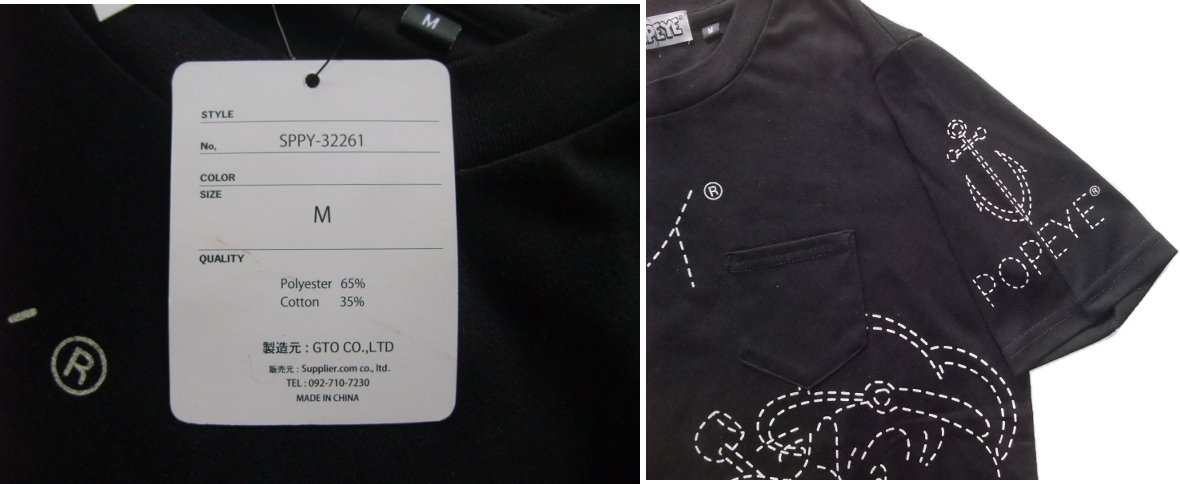 M
STYLE
No, SPPY-32261
COLOR
SIZE
M
QUALITY
Polyester 65%
Cotton 35%
製造元 : GTO CO.,LTD
販売元 : Supplier.com co., ltd.
TEL : 092-710-7230
MADE IN CHINA
®
OPEYE
M
®
POPEYE®